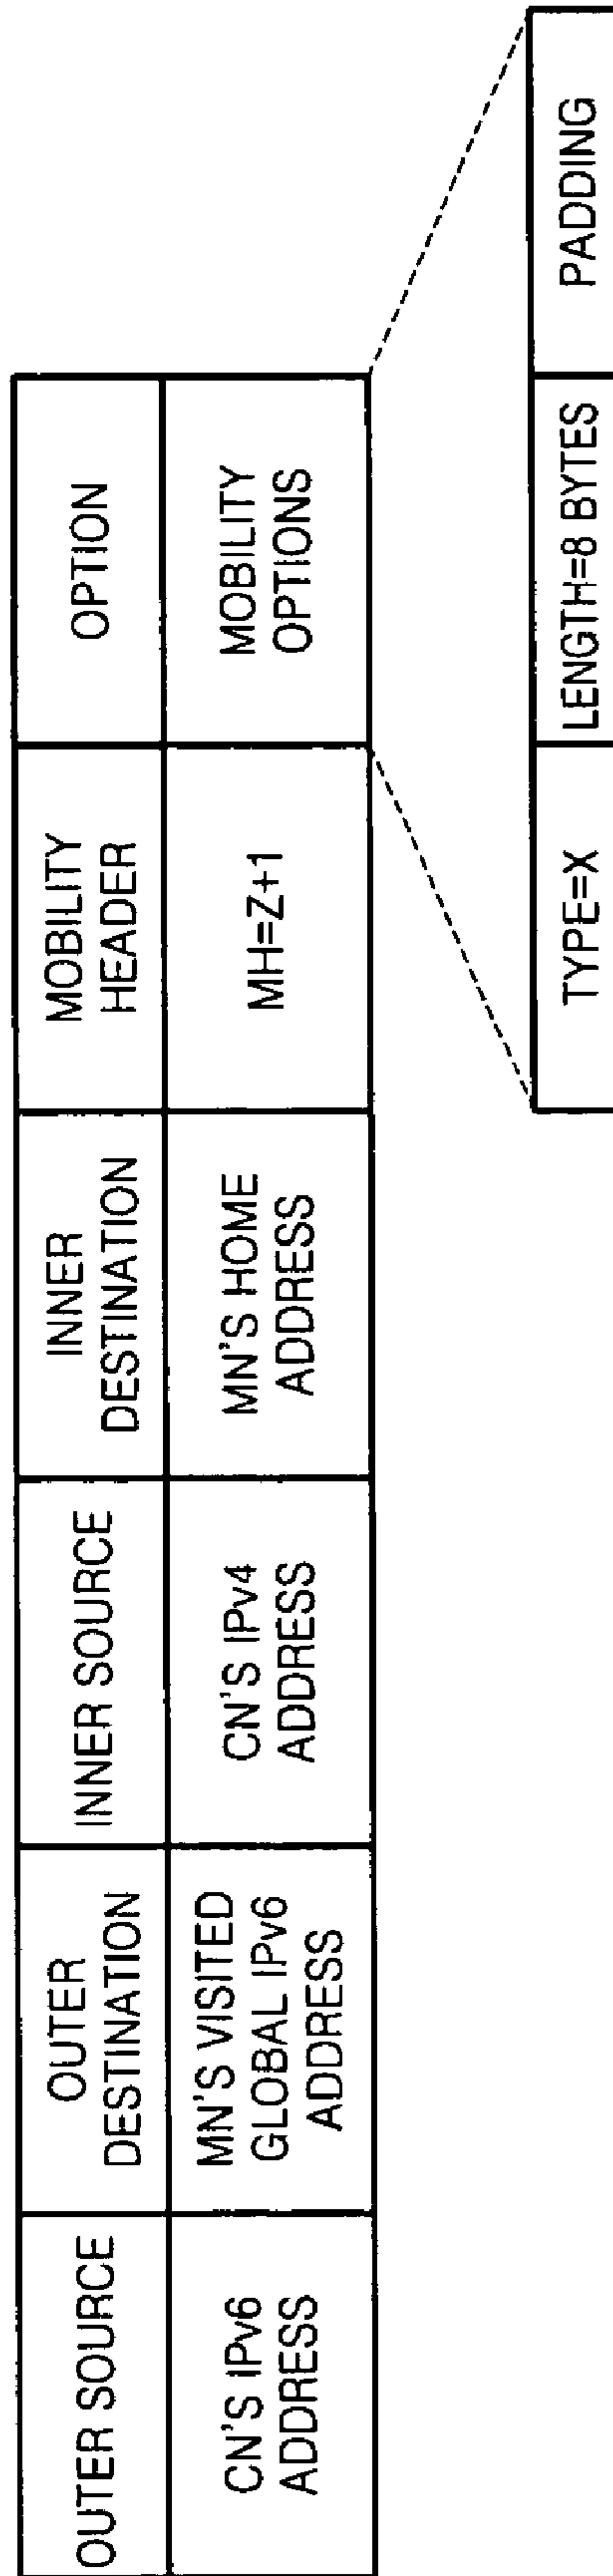 OUTER SOURCE
OUTER
DESTINATION
INNER SOURCE
INNER
DESTINATION
MOBILITY
HEADER
OPTION
CN'S IPv6
ADDRESS
MN'S VISITED
GLOBAL IPv6
ADDRESS
CN'S IPv4
ADDRESS
MN'S HOME
ADDRESS
MH=Z+1
MOBILITY
OPTIONS
TYPE=X
LENGTH=8 BYTES
PADDING